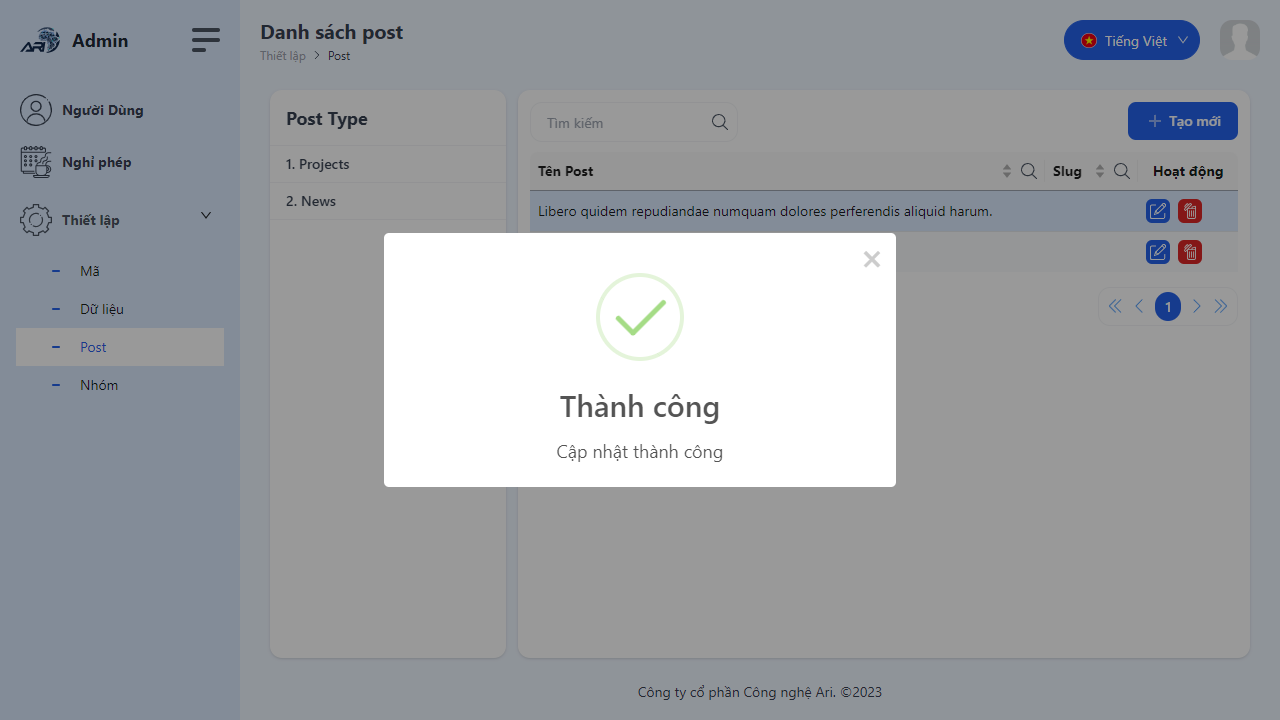 ARI
Admin
Người Dùng
Nghỉ phép
Thiết lập
Mã
Dữ liệu
Post
Nhóm
Danh sách post
Thiết lập
Post
Tiếng Việt
Post Type
1. Projects
2. News
Tìm kiếm
Tạo mới
Tên Post
Slug
Hoạt động
Libero quidem repudiandae numquam dolores perferendis aliquid harum.
1
Thành công
Cập nhật thành công
Công ty cổ phần Công nghệ Ari. ©2023